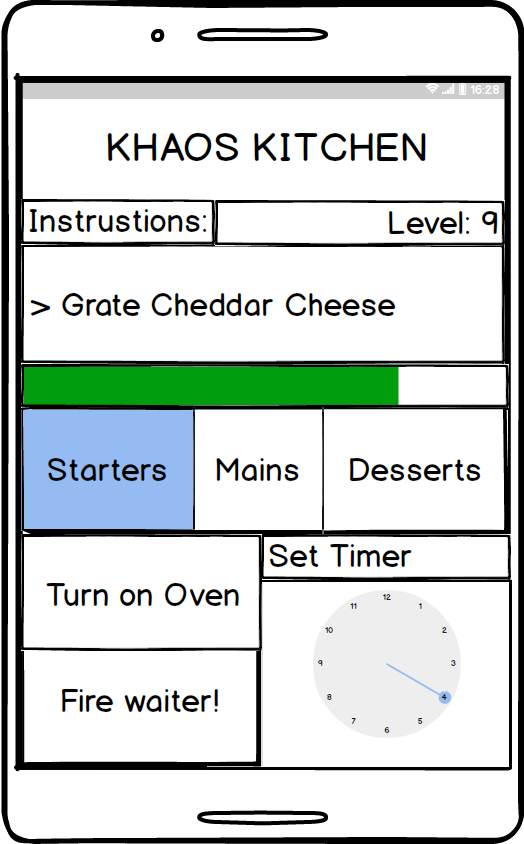 16:28
KHAOS KITCHEN
Instrustions:
Level: 9
> Grate Cheddar Cheese
Starters
Mains
Desserts
Turn on Oven
Set Timer
Fire waiter!
12
1
2
3
4
5
6
7
8
9
10
11